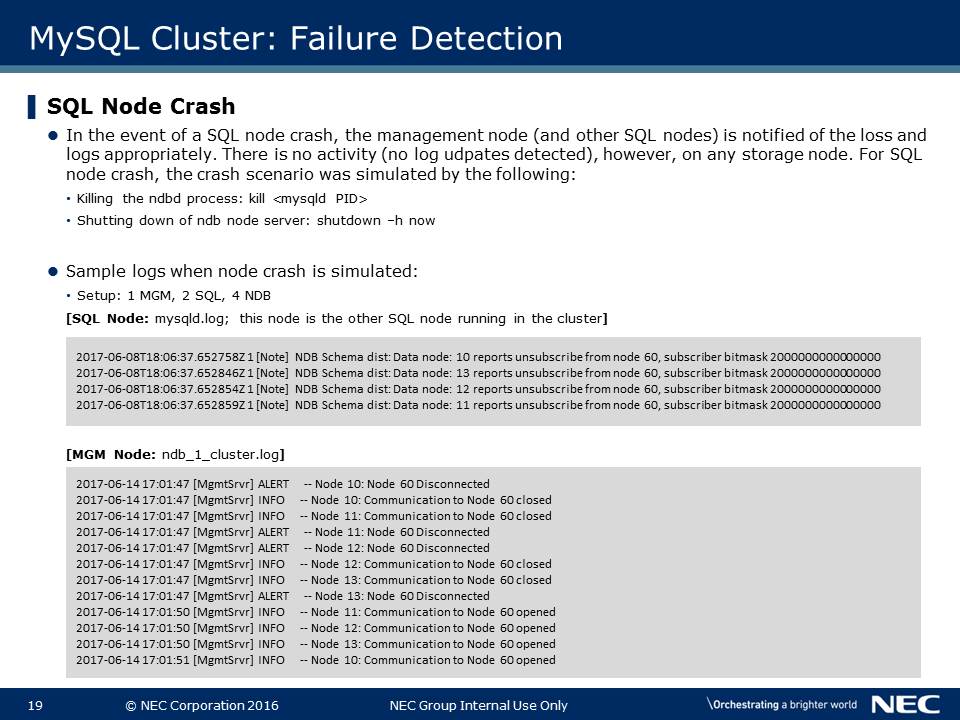 MySQL Cluster: Failure Detection
SQL Node Crash
In the event of a SQL node crash, the management node (and other SQL nodes) is notified of the loss and
logs appropriately. There is no activity (no log udpates detected), however, on any storage node. For SQL
node crash, the crash scenario was simulated by the following:
• Killing the ndbd process: kill <mysqld PID>
• Shutting down of ndb node server: shutdown –h now
Sample logs when node crash is simulated:
• Setup: 1 MGM, 2 SQL, 4 NDB
[SQL Node: mysqld.log; this node is the other SQL node running in the cluster]
2017-06-08T18:06:37.652758Z 1 [Note] NDB Schema dist: Data node: 10 reports unsubscribe from node 60, subscriber bitmask 2000000000000000
2017-06-08T18:06:37.652846Z 1 [Note] NDB Schema dist: Data node: 13 reports unsubscribe from node 60, subscriber bitmask 2000000000000000
2017-06-08T18:06:37.652854Z 1 [Note] NDB Schema dist: Data node: 12 reports unsubscribe from node 60, subscriber bitmask 2000000000000000
2017-06-08T18:06:37.652859Z 1 [Note] NDB Schema dist: Data node: 11 reports unsubscribe from node 60, subscriber bitmask 2000000000000000
[MGM Node: ndb_1_cluster.log]
2017-06-14 17:01:47 [MgmtSrvr] ALERT -- Node 10: Node 60 Disconnected
2017-06-14 17:01:47 [MgmtSrvr] INFO -- Node 10: Communication to Node 60 closed
2017-06-14 17:01:47 [MgmtSrvr] INFO -- Node 11: Communication to Node 60 closed
2017-06-14 17:01:47 [MgmtSrvr] ALERT -- Node 11: Node 60 Disconnected
2017-06-14 17:01:47 [MgmtSrvr] ALERT -- Node 12: Node 60 Disconnected
2017-06-14 17:01:47 [MgmtSrvr] INFO -- Node 12: Communication to Node 60 closed
2017-06-14 17:01:47 [MgmtSrvr] INFO -- Node 13: Communication to Node 60 closed
2017-06-14 17:01:47 [MgmtSrvr] ALERT -- Node 13: Node 60 Disconnected
2017-06-14 17:01:50 [MgmtSrvr] INFO -- Node 11: Communication to Node 60 opened
2017-06-14 17:01:50 [MgmtSrvr] INFO -- Node 12: Communication to Node 60 opened
2017-06-14 17:01:50 [MgmtSrvr] INFO -- Node 13: Communication to Node 60 opened
2017-06-14 17:01:51 [MgmtSrvr] INFO -- Node 10: Communication to Node 60 opened
19 © NEC Corporation 2016 NEC Group Internal Use Only \Orchestrating a brighter world NEC